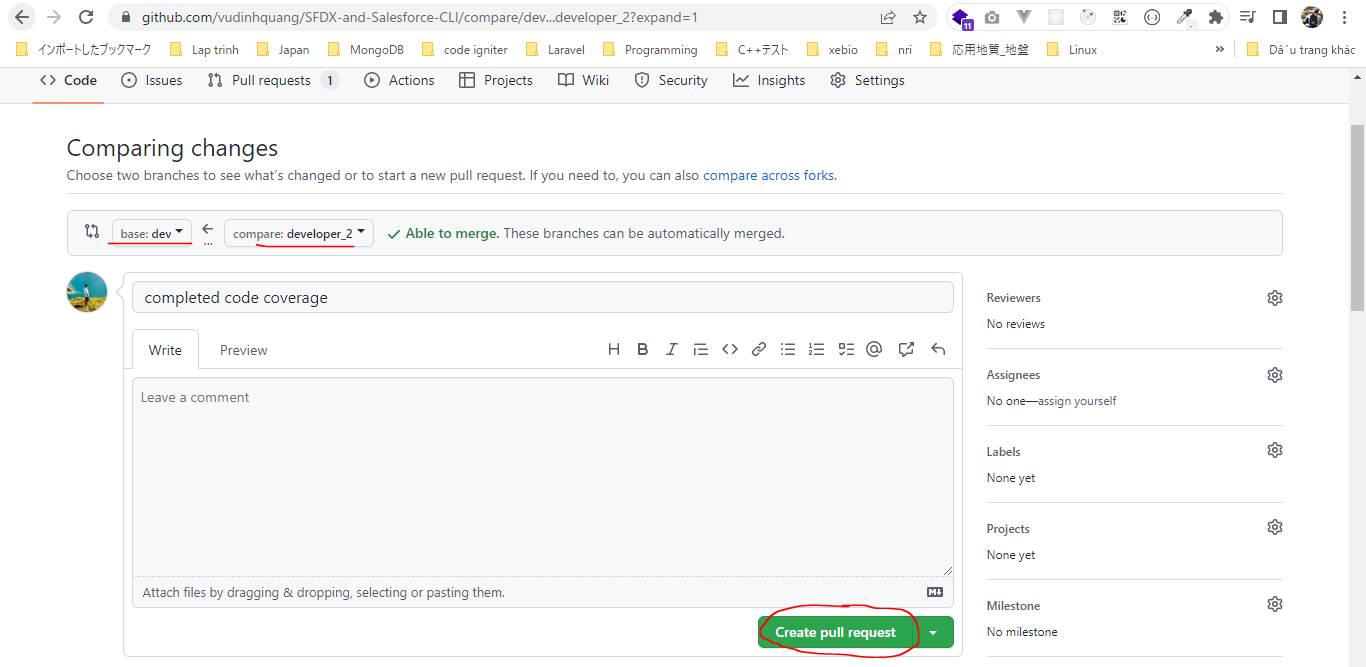 github.com/vudinhquang/SFDX-and-Salesforce-CLI/compare/dev...developer_2?expand=1
11
インポートしたブックマーク Lap trinh Japan MongoDB code igniter Laravel Programming C++テスト xebio nri 応用地質_地盤 Linux » Dấu trang khác
Code Issues Pull requests 1 Actions Projects Wiki Security Insights Settings
Comparing changes
Choose two branches to see what's changed or to start a new pull request. If you need to, you can also compare across forks.
base: dev ... compare: developer_2 Able to merge. These branches can be automatically merged.
completed code coverage
Write Preview
Leave a comment
Attach files by dragging & dropping, selecting or pasting them.
Create pull request
Reviewers
No reviews
Assignees
No one—assign yourself
Labels
None yet
Projects
None yet
Milestone
No milestone